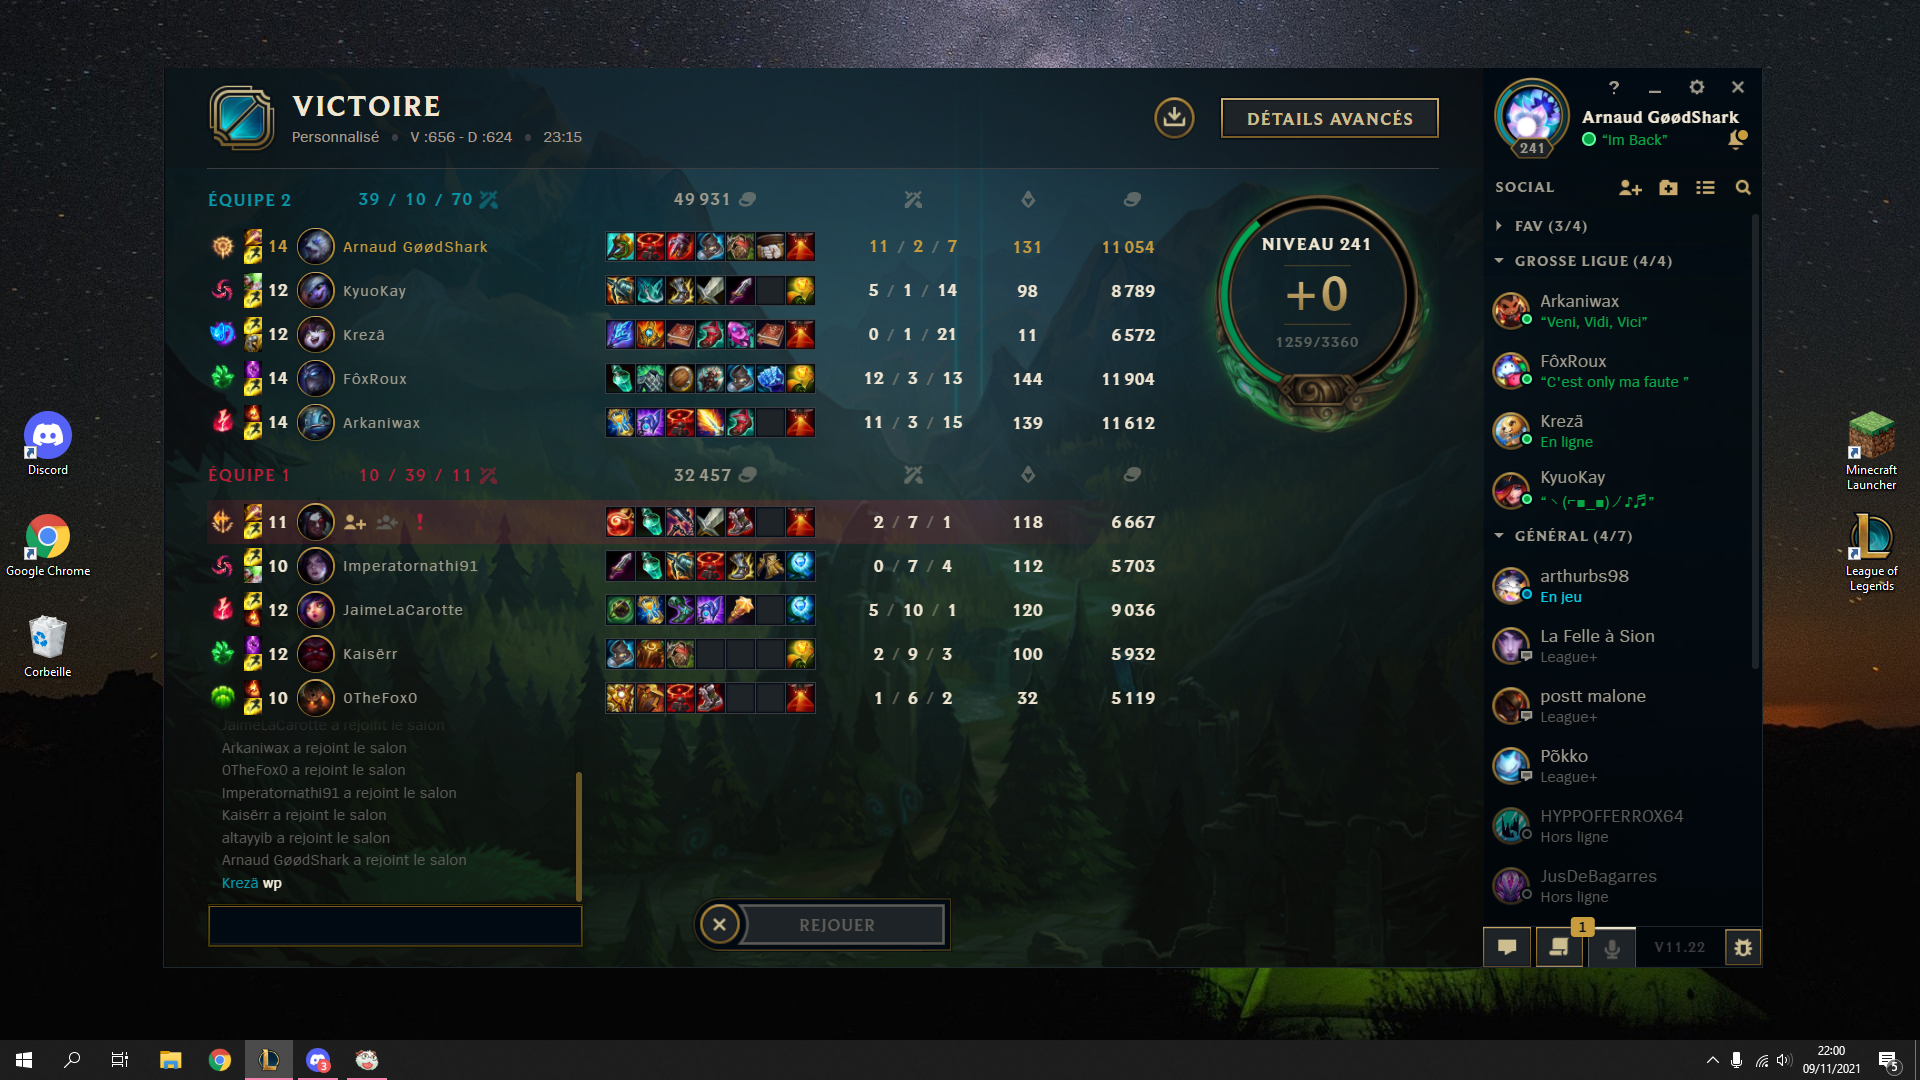 VICTOIRE
Personnalisé • V :656 - D :624 • 23:15
DÉTAILS AVANCÉS
ÉQUIPE 2 39 / 10 / 70 49 931
14 Arnaud GøødShark 11 / 2 / 7 131 11 054
12 KyuoKay 5 / 1 / 14 98 8 789
12 Krezä 0 / 1 / 21 11 6 572
14 FôxRoux 12 / 3 / 13 144 11 904
14 Arkaniwax 11 / 3 / 15 139 11 612
ÉQUIPE 1 10 / 39 / 11 32 457
11 2 / 7 / 1 118 6 667
10 Imperatornathi91 0 / 7 / 4 112 5 703
12 JaimeLaCarotte 5 / 10 / 1 120 9 036
12 Kaisërr 2 / 9 / 3 100 5 932
10 0TheFox0 1 / 6 / 2 32 5 119
NIVEAU 241
+0
1259/3360
JaimeLaCarotte a rejoint le salon
Arkaniwax a rejoint le salon
0TheFox0 a rejoint le salon
Imperatornathi91 a rejoint le salon
Kaisërr a rejoint le salon
altayyib a rejoint le salon
Arnaud GøødShark a rejoint le salon
Krezä wp
REJOUER
241
Arnaud GøødShark
“Im Back”
SOCIAL
FAV (3/4)
GROSSE LIGUE (4/4)
Arkaniwax
“Veni, Vidi, Vici”
FôxRoux
“C'est only ma faute ”
Krezä
En ligne
KyuoKay
“ヽ(⌐■_■)ノ♪♬”
GÉNÉRAL (4/7)
arthurbs98
En jeu
La Felle à Sion
League+
postt malone
League+
Põkko
League+
HYPPOFFERROX64
Hors ligne
JusDeBagarres
Hors ligne
1
V11.22
Discord
Google Chrome
Corbeille
Minecraft
Launcher
League of
Legends
3
22:00
09/11/2021
5